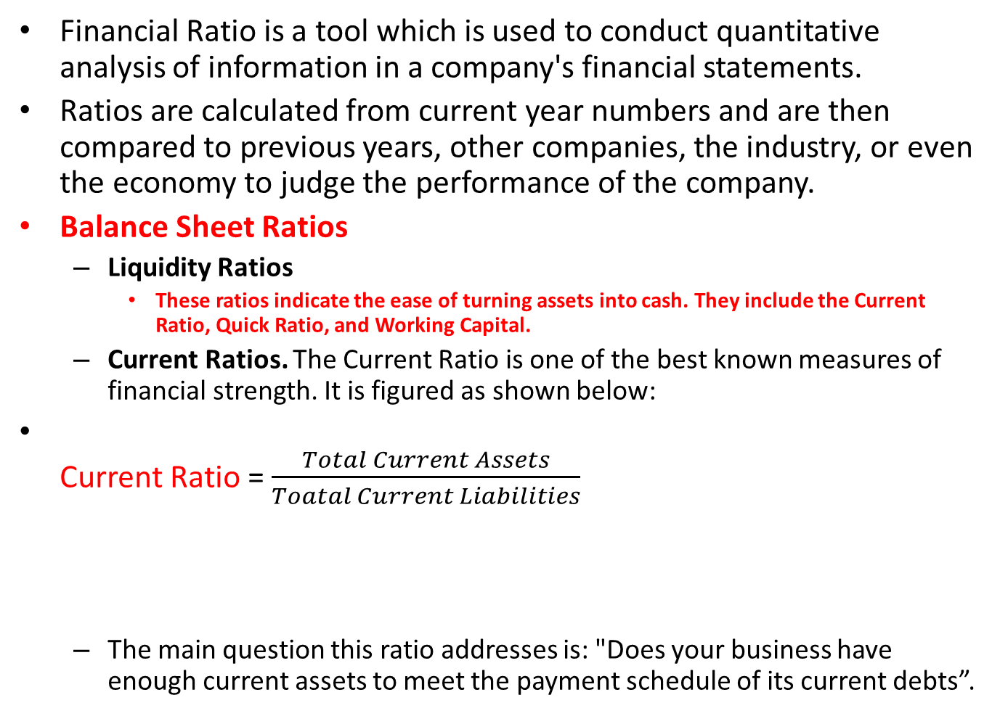 • Financial Ratio is a tool which is used to conduct quantitative
analysis of information in a company's financial statements.
• Ratios are calculated from current year numbers and are then
compared to previous years, other companies, the industry, or even
the economy to judge the performance of the company.
• Balance Sheet Ratios
– Liquidity Ratios
• These ratios indicate the ease of turning assets into cash. They include the Current
Ratio, Quick Ratio, and Working Capital.
– Current Ratios. The Current Ratio is one of the best known measures of
financial strength. It is figured as shown below:
•
Total Current Assets
Current Ratio =
Toatal Current Liabilities
– The main question this ratio addresses is: "Does your business have
enough current assets to meet the payment schedule of its current debts”.